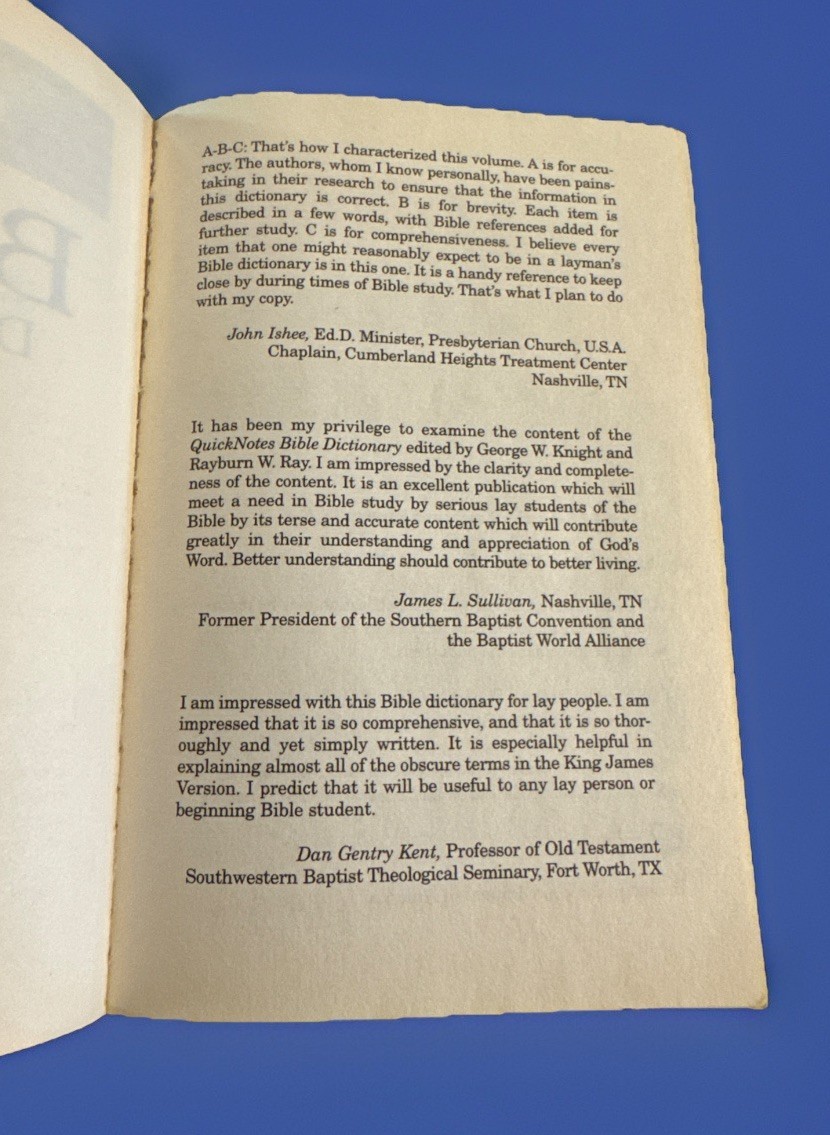 A-B-C: That's how I characterized this volume. A is for accu-
racy. The authors, whom I know personally, have been pains-
taking in their research to ensure that the information in
this dictionary is correct. B is for brevity. Each item is
described in a few words, with Bible references added for
further study. C is for comprehensiveness. I believe every
item that one might reasonably expect to be in a layman's
Bible dictionary is in this one. It is a handy reference to keep
close by during times of Bible study. That's what I plan to do
with my copy.
John Ishee, Ed.D. Minister, Presbyterian Church, U.S.A.
Chaplain, Cumberland Heights Treatment Center
Nashville, TN
It has been my privilege to examine the content of the
QuickNotes Bible Dictionary edited by George W. Knight and
Rayburn W. Ray. I am impressed by the clarity and complete-
ness of the content. It is an excellent publication which will
meet a need in Bible study by serious lay students of the
Bible by its terse and accurate content which will contribute
greatly in their understanding and appreciation of God's
Word. Better understanding should contribute to better living.
James L. Sullivan, Nashville, TN
Former President of the Southern Baptist Convention and
the Baptist World Alliance
I am impressed with this Bible dictionary for lay people. I am
impressed that it is so comprehensive, and that it is so thor-
oughly and yet simply written. It is especially helpful in
explaining almost all of the obscure terms in the King James
Version. I predict that it will be useful to any lay person or
beginning Bible student.
Dan Gentry Kent, Professor of Old Testament
Southwestern Baptist Theological Seminary, Fort Worth, TX